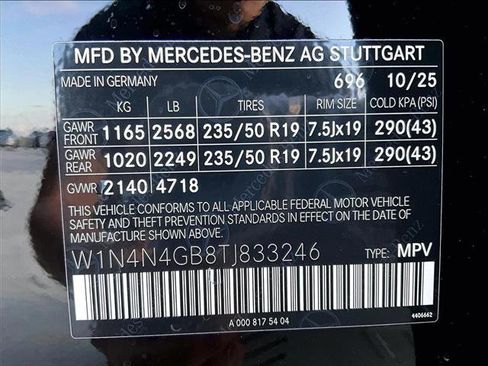 MFD BY MERCEDES-BENZ AG STUTTGART
MADE IN GERMANY 696 10/25
KG LB TIRES RIM SIZE COLD KPA (PSI)
GAWR FRONT 1165 2568 235/50 R19 7.5Jx19 290(43)
GAWR REAR 1020 2249 235/50 R19 7.5Jx19 290(43)
GVWR 2140 4718
THIS VEHICLE CONFORMS TO ALL APPLICABLE FEDERAL MOTOR VEHICLE
SAFETY AND THEFT PREVENTION STANDARDS IN EFFECT ON THE DATE
OF MANUFACTURE SHOWN ABOVE.
W1N4N4GB8TJ833246 TYPE: MPV
A 000 817 54 04 4406662